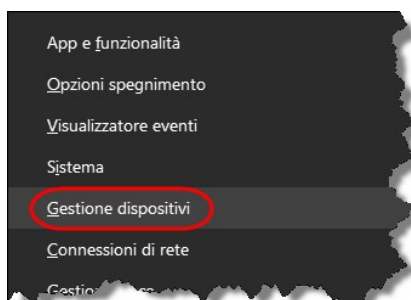 App e funzionalità
Opzioni spegnimento
Visualizzatore eventi
Sistema
Gestione dispositivi
Connessioni di rete